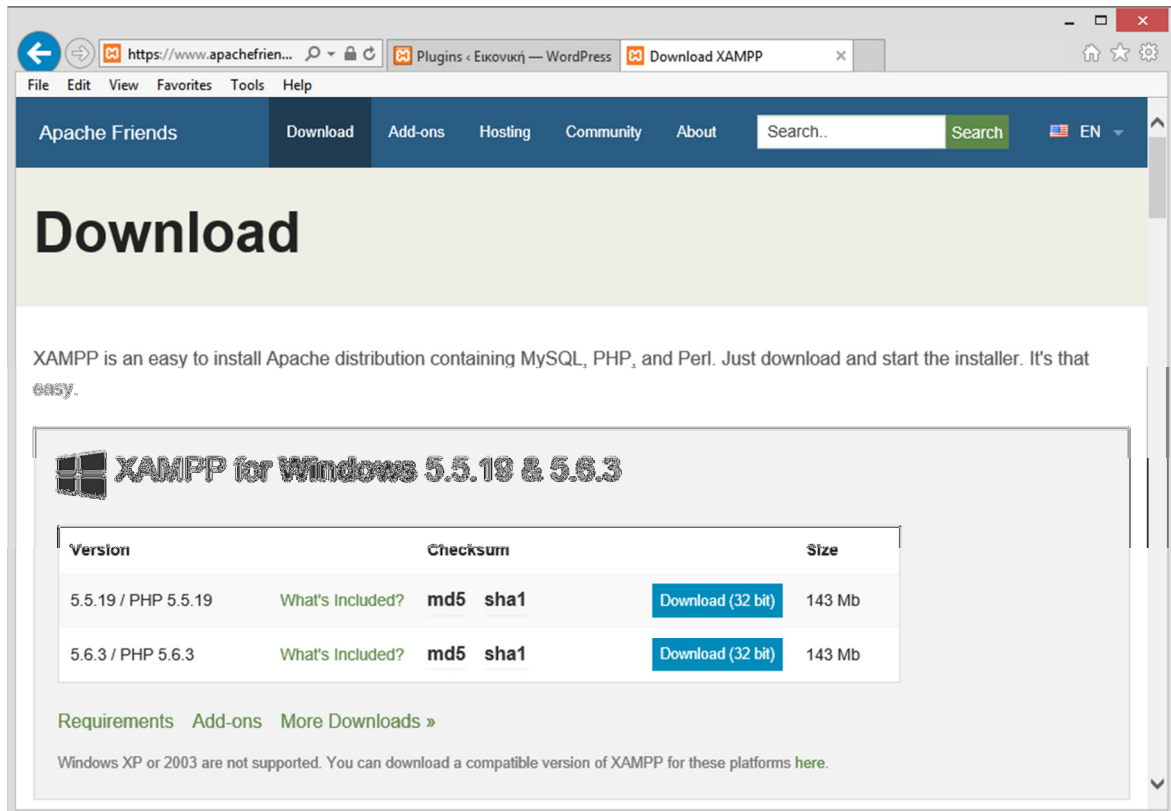 https://www.apachefrien... Plugins ‹ Εικονική — WordPress Download XAMPP
File Edit View Favorites Tools Help
Apache Friends Download Add-ons Hosting Community About Search.. Search EN
Download
XAMPP is an easy to install Apache distribution containing MySQL, PHP, and Perl. Just download and start the installer. It's that
easy.
XAMPP for Windows 5.5.19 & 5.6.3
Version Checksum Size
5.5.19 / PHP 5.5.19 What's Included? md5 sha1 Download (32 bit) 143 Mb
5.6.3 / PHP 5.6.3 What's Included? md5 sha1 Download (32 bit) 143 Mb
Requirements Add-ons More Downloads »
Windows XP or 2003 are not supported. You can download a compatible version of XAMPP for these platforms here.